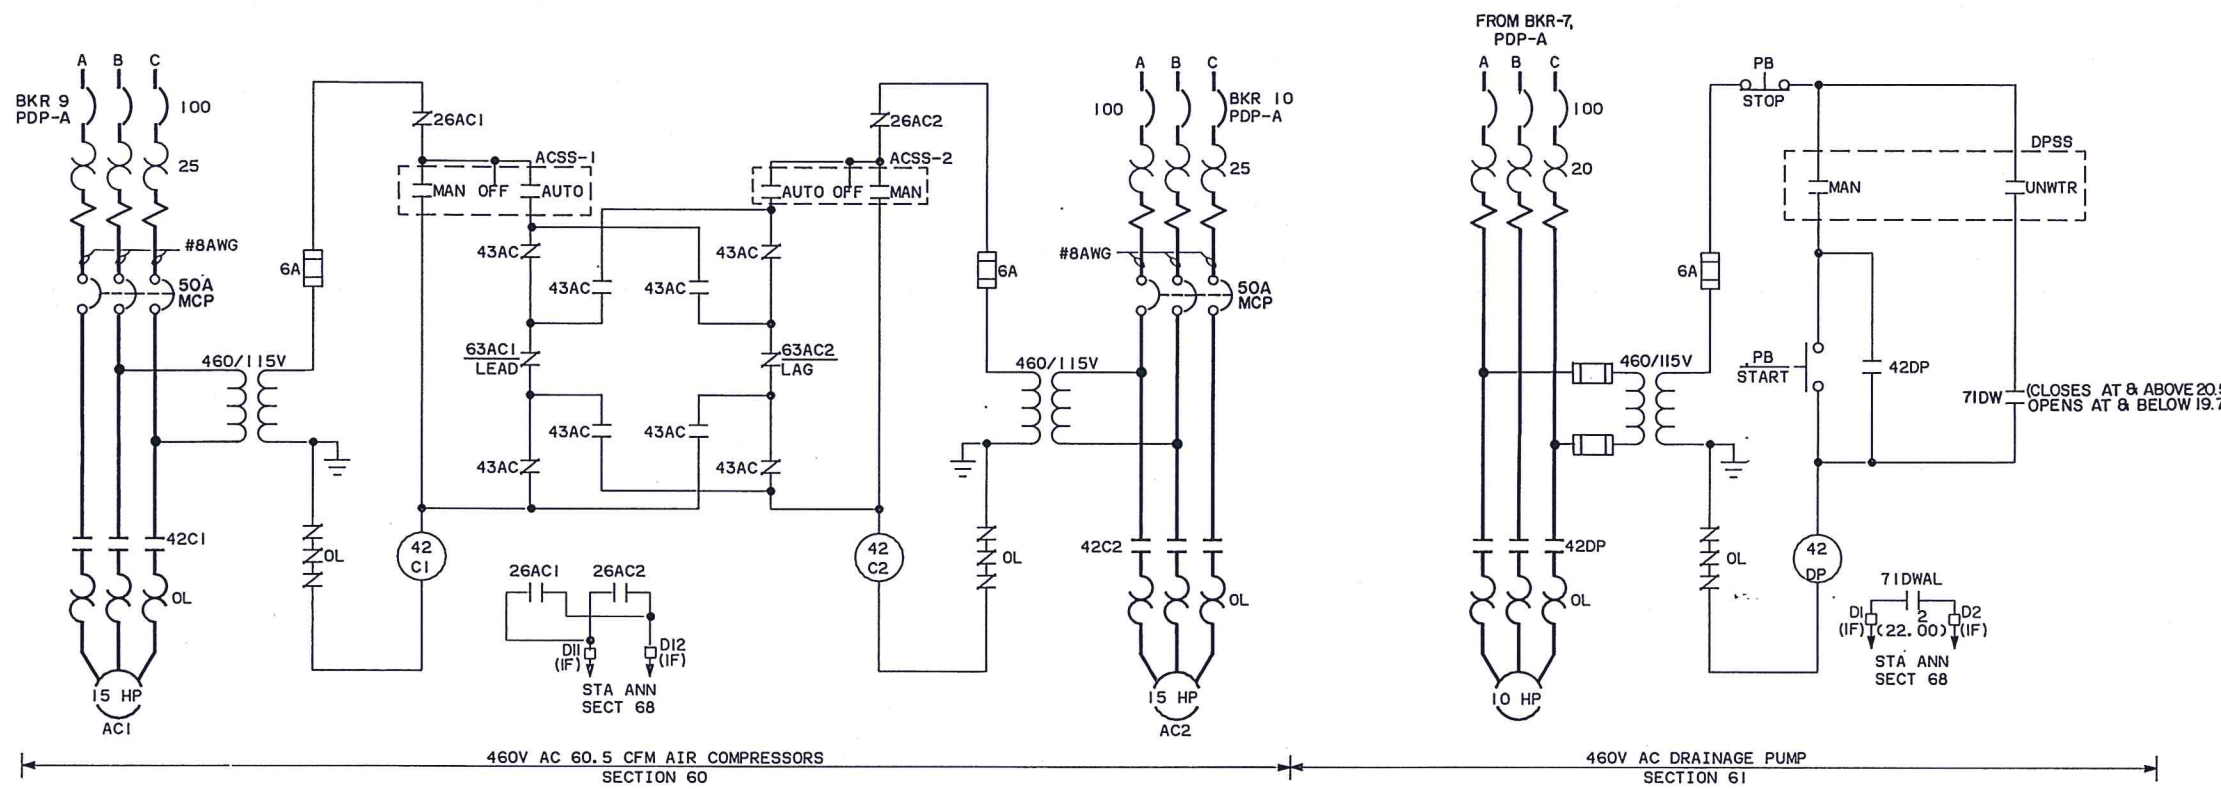 FROM BKR-7,
PDP-A
A B C
BKR 9
PDP-A
100
25
#8AWG
50A
MCP
460/115V
6A
42C1
OL
OL
15 HP
AC1
26AC1
ACSS-1
MAN OFF AUTO
43AC
43AC
63AC1
LEAD
43AC
43AC
42
C1
26AC2
ACSS-2
AUTO OFF MAN
43AC
43AC
63AC2
LAG
43AC
43AC
42
C2
26AC1 26AC2
D11
(IF)
D12
(IF)
STA ANN
SECT 68
6A
460/115V
OL
A B C
100
BKR 10
PDP-A
25
#8AWG
50A
MCP
42C2
OL
15 HP
AC2
A B C
100
20
460/115V
6A
42DP
OL
OL
10 HP
PB
STOP
DPSS
MAN
UNWTR
PB
START
42DP
71DW
(CLOSES AT & ABOVE 20.
OPENS AT & BELOW 19.7
42
DP
71DWAL
D1
(IF)
2
(22.00)
D2
(IF)
STA ANN
SECT 68
460V AC 60.5 CFM AIR COMPRESSORS
SECTION 60
460V AC DRAINAGE PUMP
SECTION 61